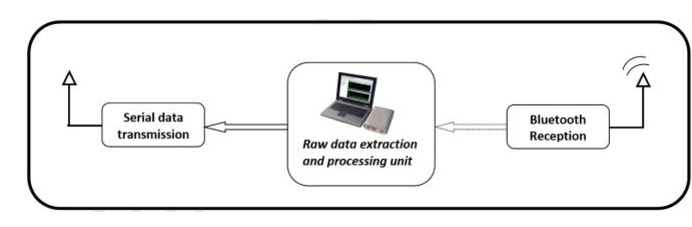 Serial data
transmission
Raw data extraction
and processing unit
Bluetooth
Reception